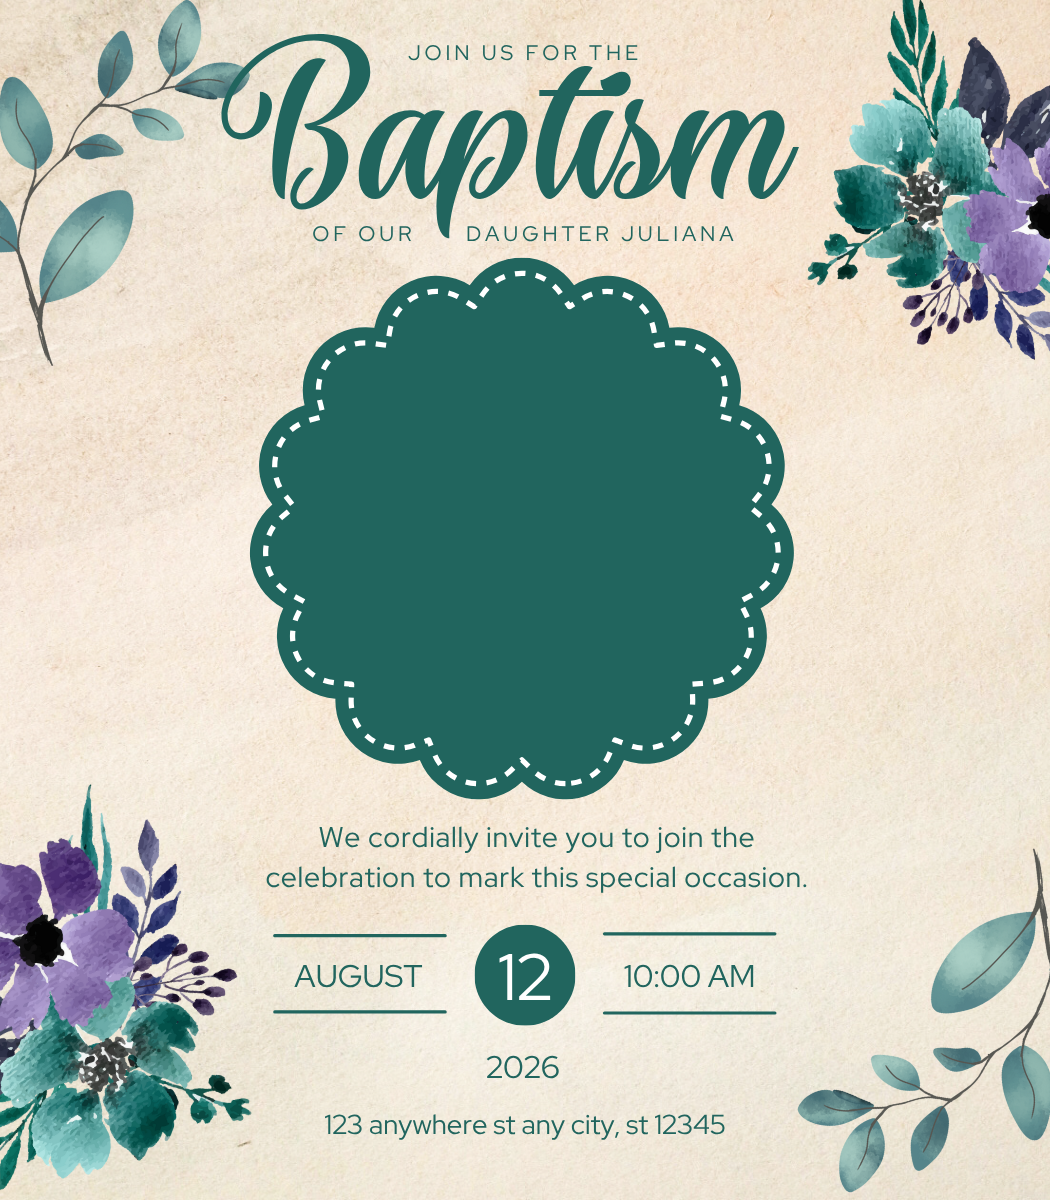 JOIN US FOR THE
Baptism
OF OUR DAUGHTER JULIANA
We cordially invite you to join the
celebration to mark this special occasion.
AUGUST 12 10:00 AM
2026
123 anywhere st any city, st 12345